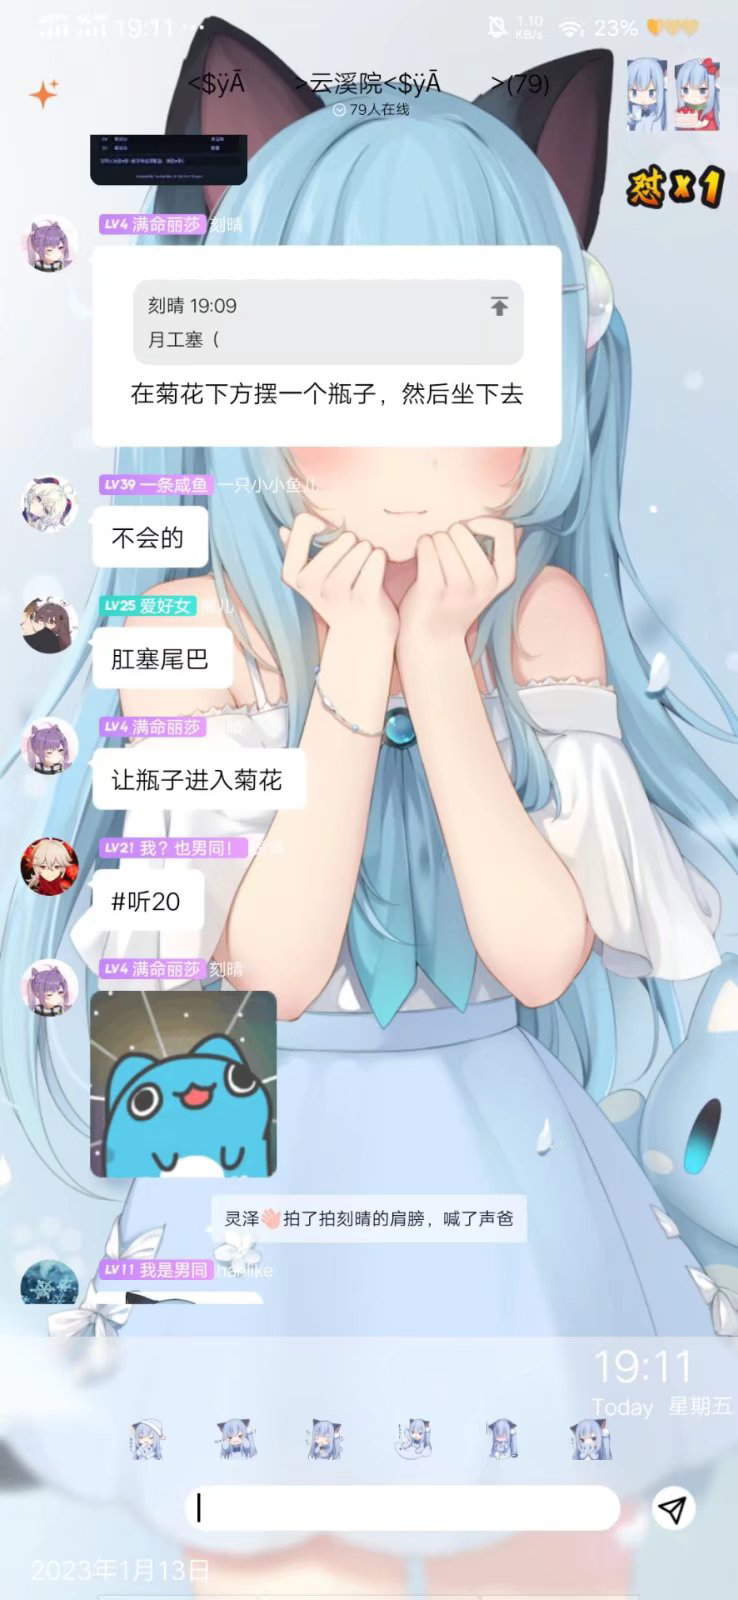 19:11 ···
1.10
KB/s
23%
<$ÿĀ >云溪院<$ÿĀ >(79)
79人在线
怼x1
LV4 满命丽莎 刻晴
刻晴 19:09
月工塞（
在菊花下方摆一个瓶子，然后坐下去
LV39 一条咸鱼 一只小小鱼儿
不会的
LV25 爱好女
肛塞尾巴
LV4 满命丽莎
让瓶子进入菊花
LV21 我？也男同！
#听20
LV4 满命丽莎 刻晴
灵泽👋拍了拍刻晴的肩膀，喊了声爸
LV11 我是男同
19:11
Today 星期五
2023年1月13日